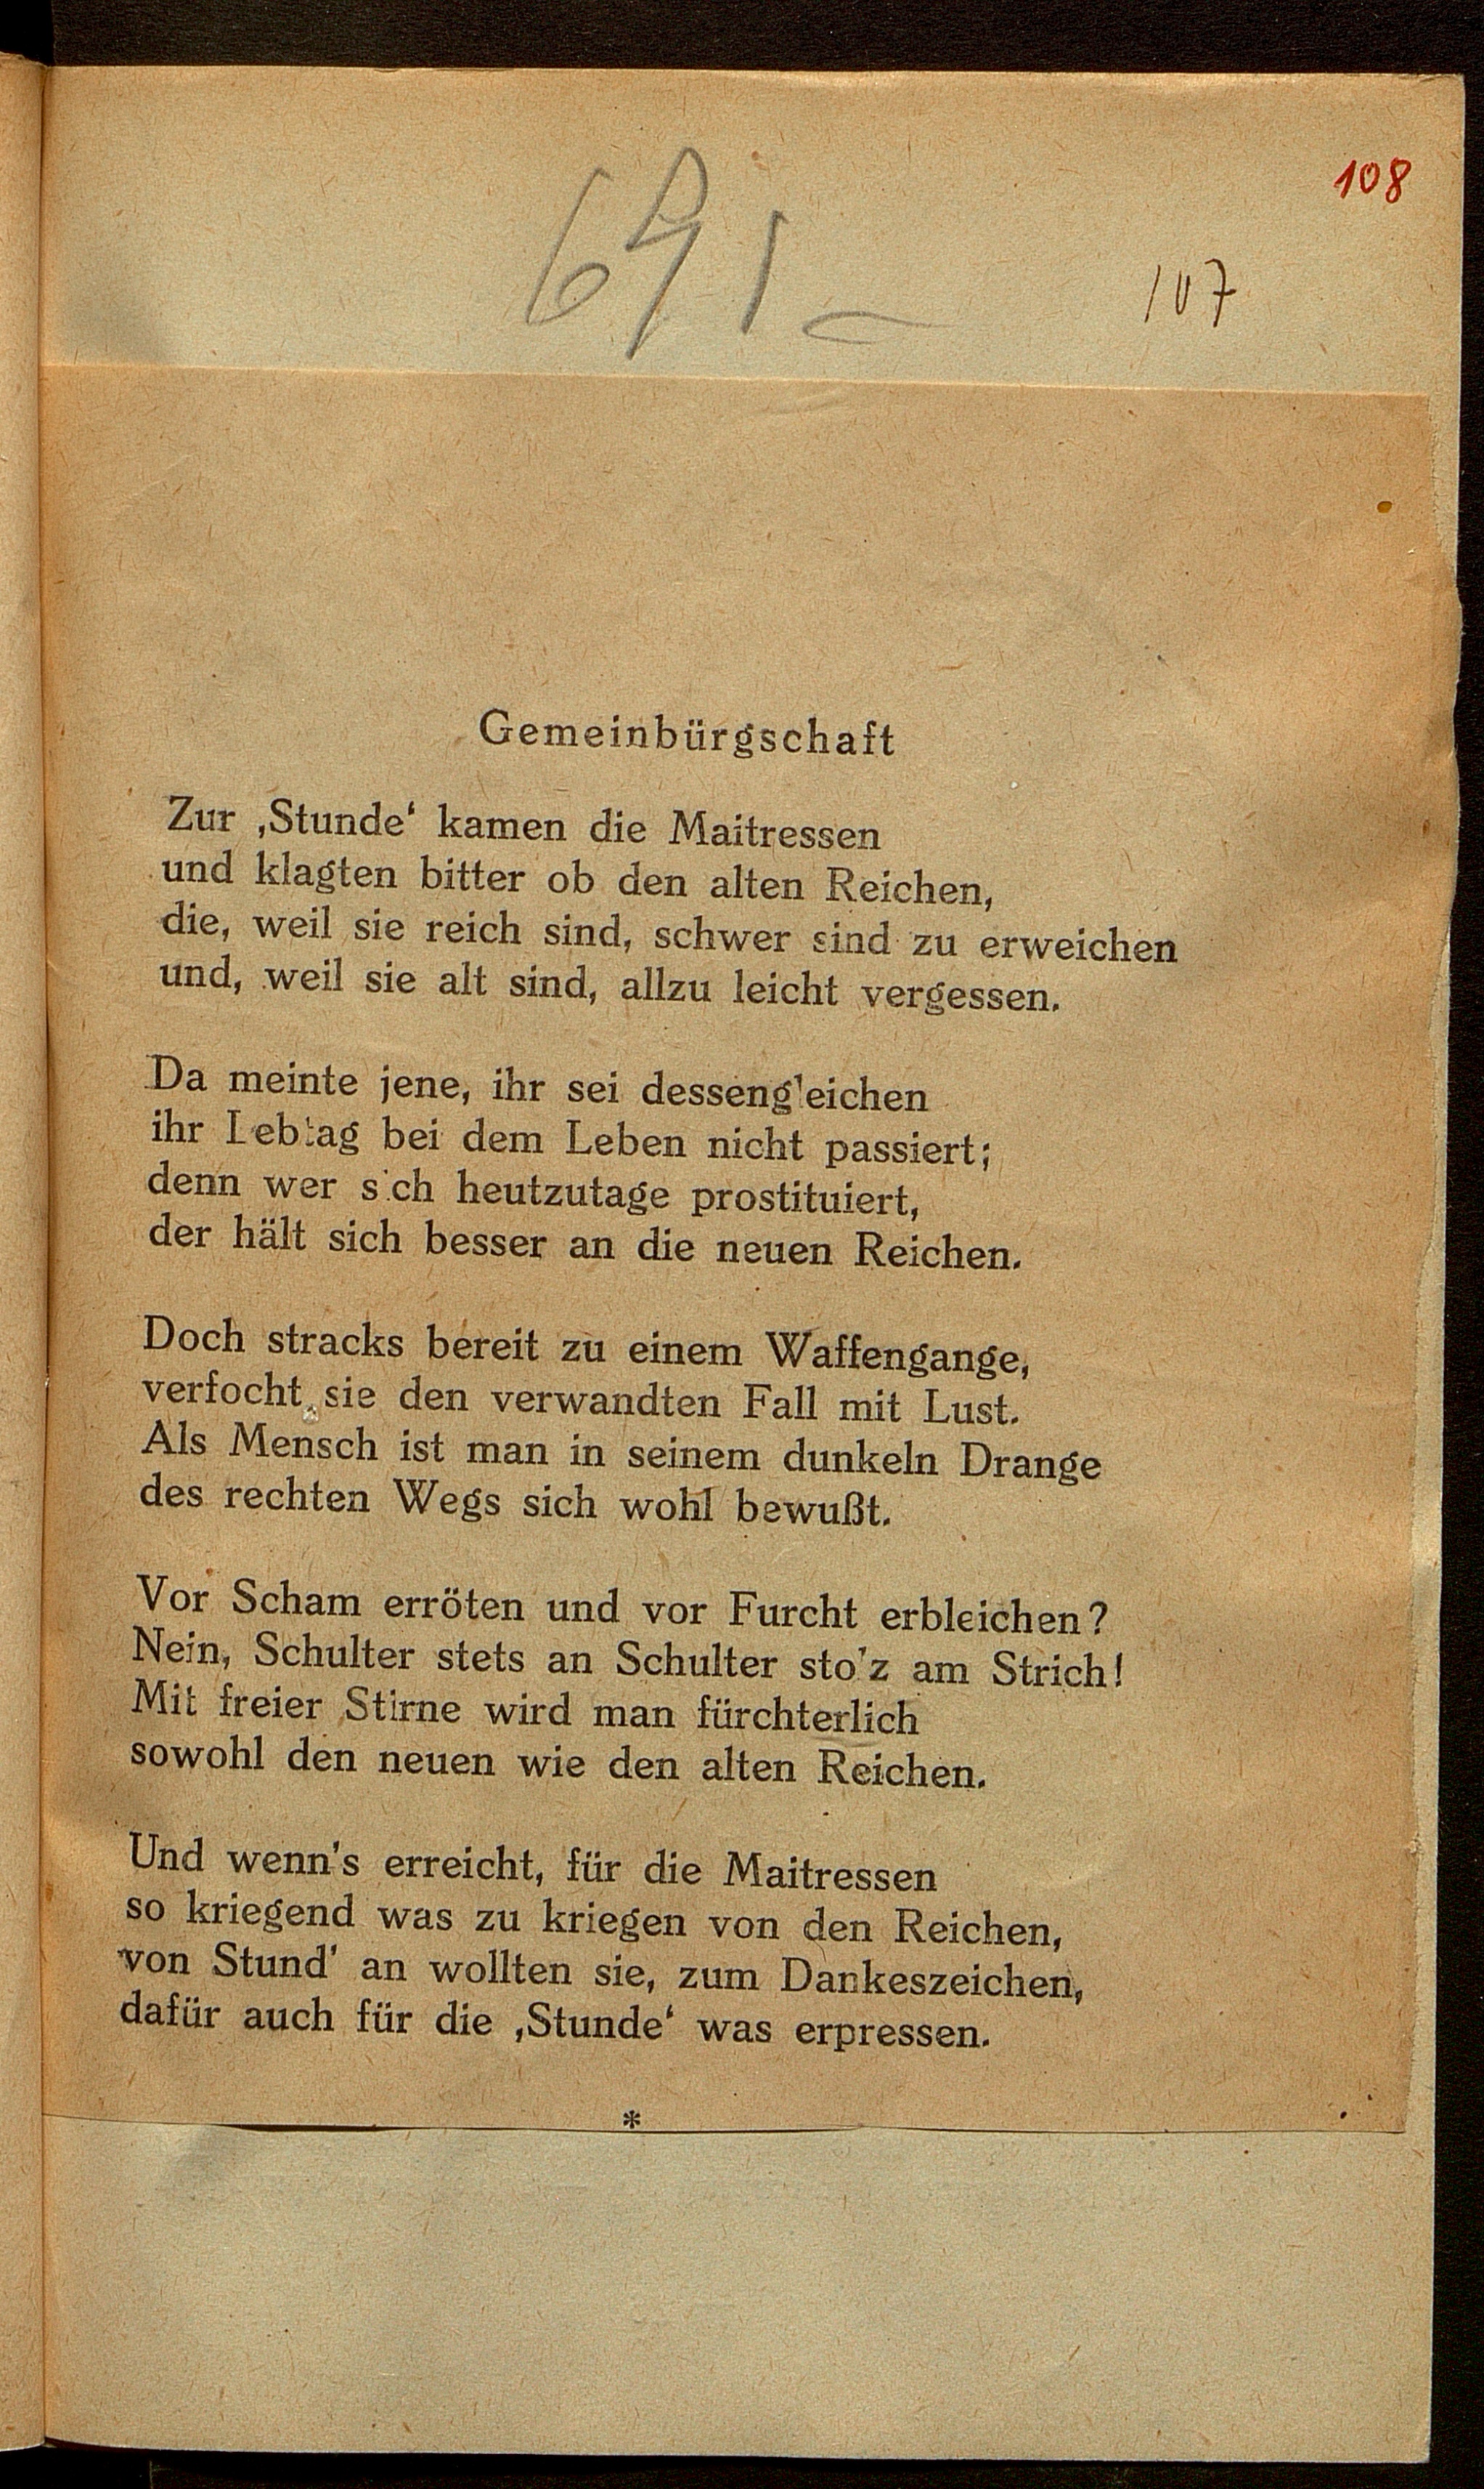 108
107
Gemeinbürgschaft
Zur ‚Stunde‘ kamen die Maitressen
und klagten bitter ob den alten Reichen,
die, weil sie reich sind, schwer sind zu erweichen
und, weil sie alt sind, allzu leicht vergessen.
Da meinte jene, ihr sei dessengleichen
ihr Lebtag bei dem Leben nicht passiert;
denn wer sich heutzutage prostituiert,
der hält sich besser an die neuen Reichen.
Doch stracks bereit zu einem Waffengange,
verfocht sie den verwandten Fall mit Lust.
Als Mensch ist man in seinem dunkeln Drange
des rechten Wegs sich wohl bewußt.
Vor Scham erröten und vor Furcht erbleichen?
Nein, Schulter stets an Schulter stolz am Strich!
Mit freier Stirne wird man fürchterlich
sowohl den neuen wie den alten Reichen.
Und wenn's erreicht, für die Maitressen
so kriegend was zu kriegen von den Reichen,
von Stund' an wollten sie, zum Dankeszeichen,
dafür auch für die ‚Stunde‘ was erpressen.
*